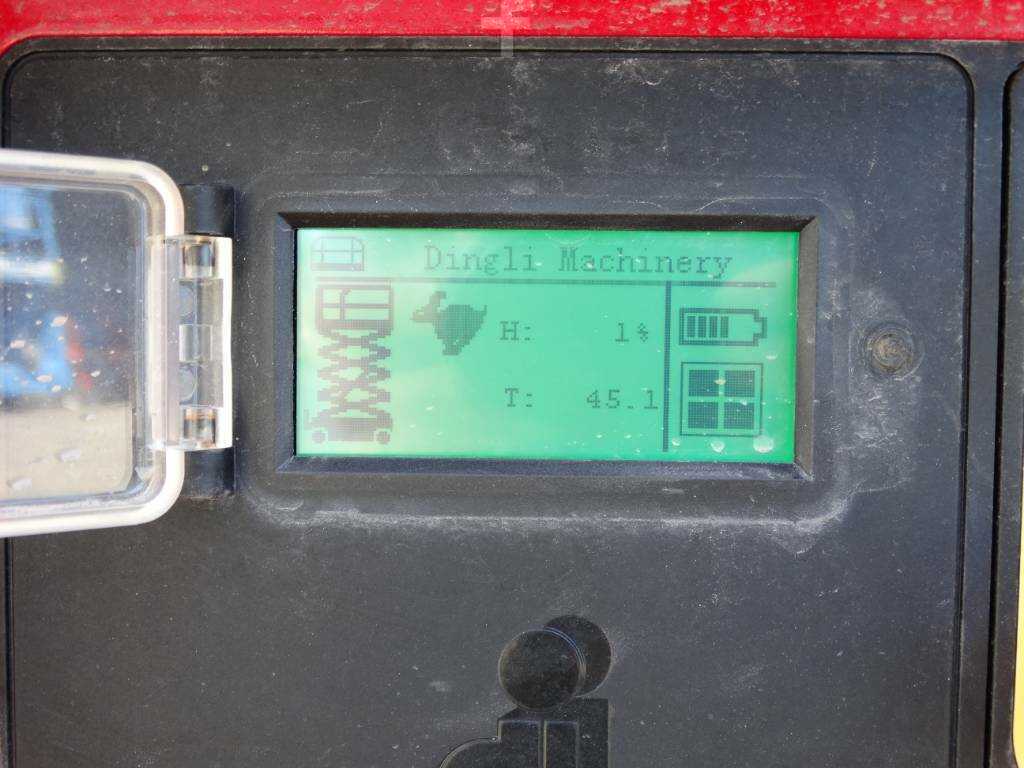 Dingli Machinery
H: 1%
T: 45.1